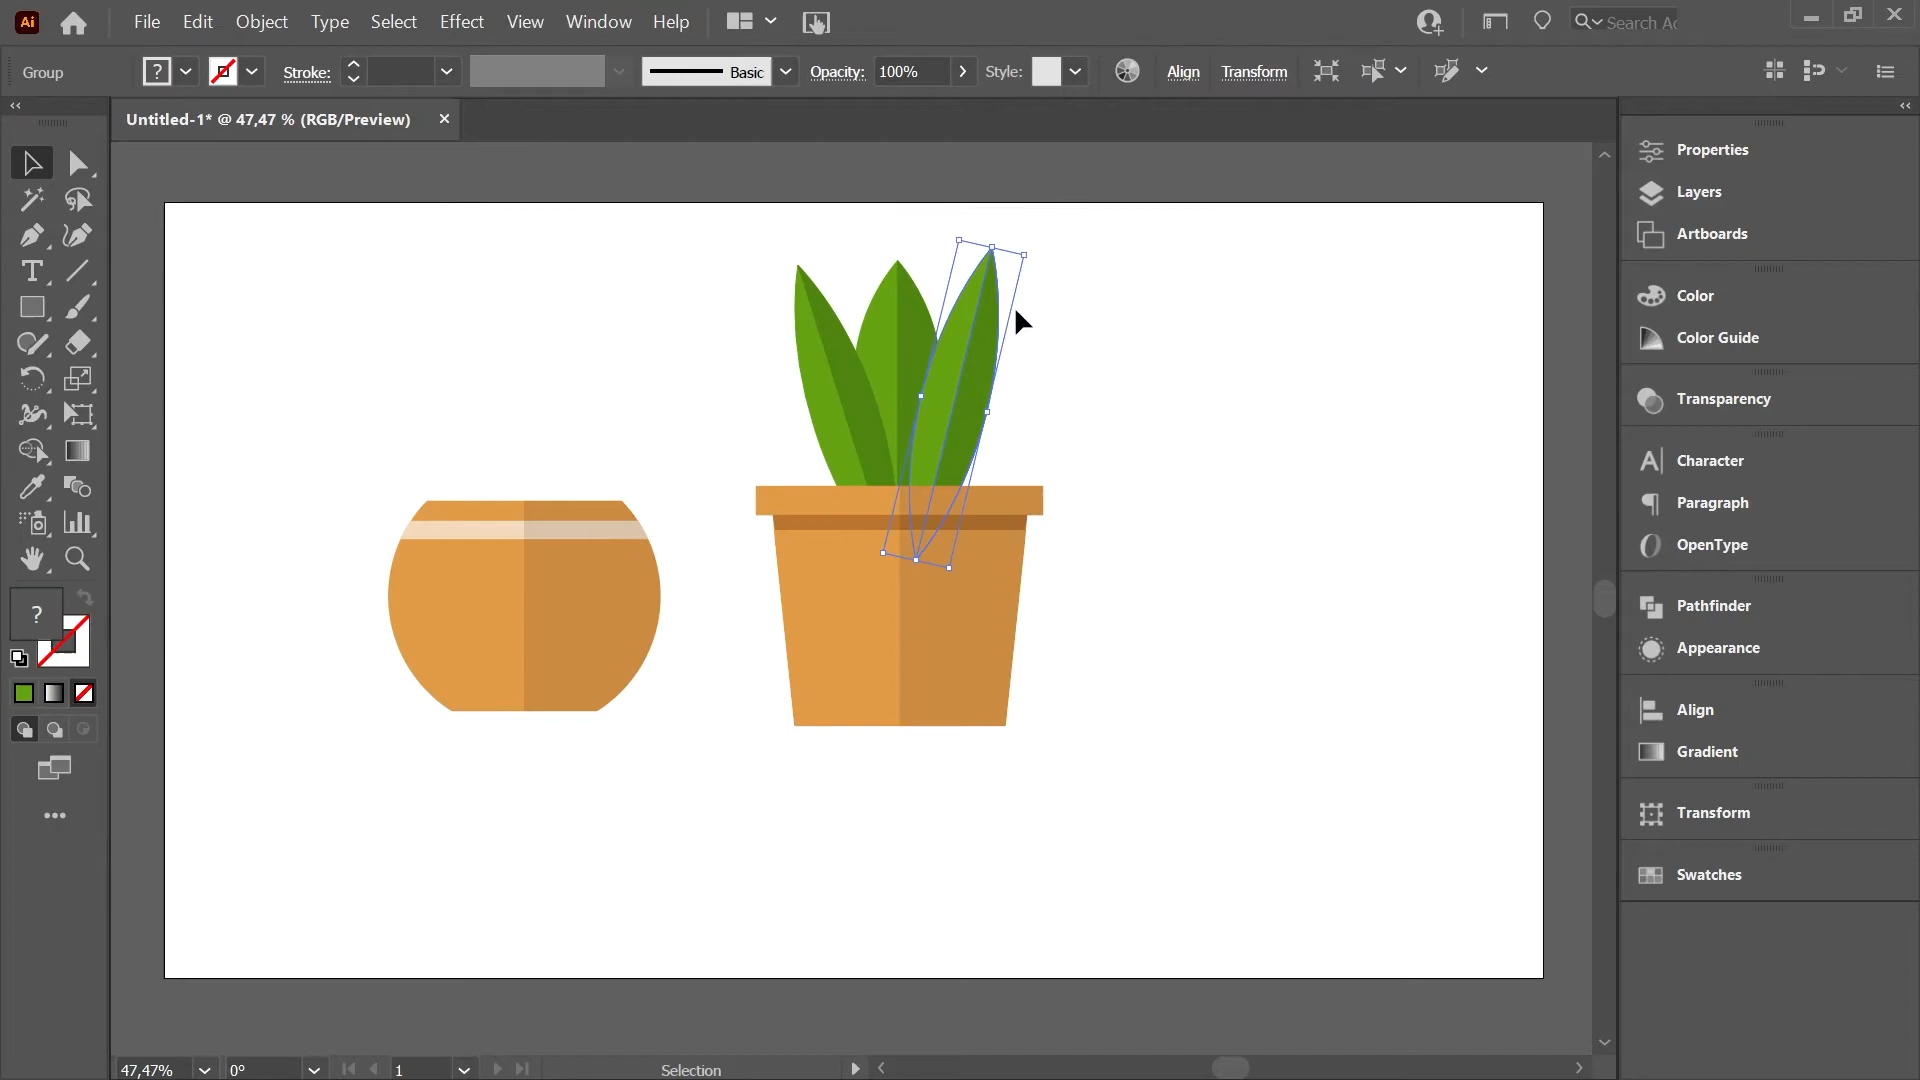 Ai File Edit Object Type Select Effect View Window Help Search Ac
Group ? Stroke: Basic Opacity: 100% Style: Align Transform
Untitled-1* @ 47,47 % (RGB/Preview)
Properties
Layers
Artboards
Color
Color Guide
Transparency
Character
Paragraph
OpenType
Pathfinder
Appearance
Align
Gradient
Transform
Swatches
?
47,47% 0° 1 Selection